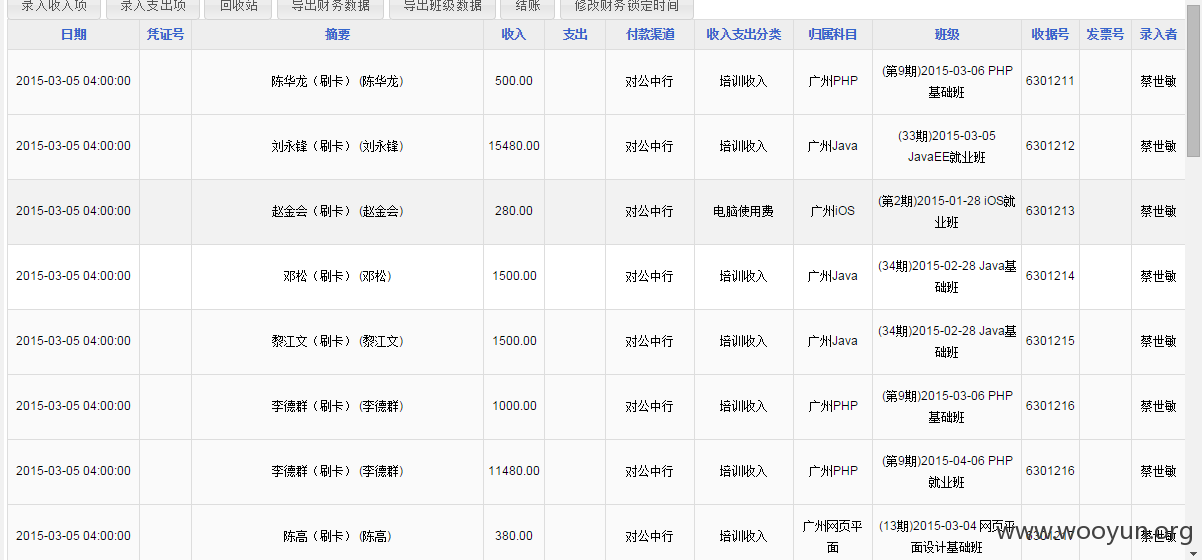 录入收入项 录入支出项 回收站 导出财务数据 导出班级数据 结账 修改财务锁定时间
日期 凭证号 摘要 收入 支出 付款渠道 收入支出分类 归属科目 班级 收据号 发票号 录入者
2015-03-05 04:00:00 陈华龙（刷卡） (陈华龙) 500.00 对公中行 培训收入 广州PHP (第9期)2015-03-06 PHP
基础班 6301211 蔡世敏
2015-03-05 04:00:00 刘永锋（刷卡） (刘永锋) 15480.00 对公中行 培训收入 广州Java (33期)2015-03-05
JavaEE就业班 6301212 蔡世敏
2015-03-05 04:00:00 赵金会（刷卡） (赵金会) 280.00 对公中行 电脑使用费 广州iOS (第2期)2015-01-28 iOS就
业班 6301213 蔡世敏
2015-03-05 04:00:00 邓松（刷卡） (邓松) 1500.00 对公中行 培训收入 广州Java (34期)2015-02-28 Java基
础班 6301214 蔡世敏
2015-03-05 04:00:00 黎江文（刷卡） (黎江文) 1500.00 对公中行 培训收入 广州Java (34期)2015-02-28 Java基
础班 6301215 蔡世敏
2015-03-05 04:00:00 李德群（刷卡） (李德群) 1000.00 对公中行 培训收入 广州PHP (第9期)2015-03-06 PHP
基础班 6301216 蔡世敏
2015-03-05 04:00:00 李德群（刷卡） (李德群) 11480.00 对公中行 培训收入 广州PHP (第9期)2015-04-06 PHP
就业班 6301216 蔡世敏
2015-03-05 04:00:00 陈高（刷卡） (陈高) 380.00 对公中行 培训收入 广州网页平
面 (13期)2015-03-04 网页平
面设计基础班 6301217 蔡世敏
www.wooyun.org